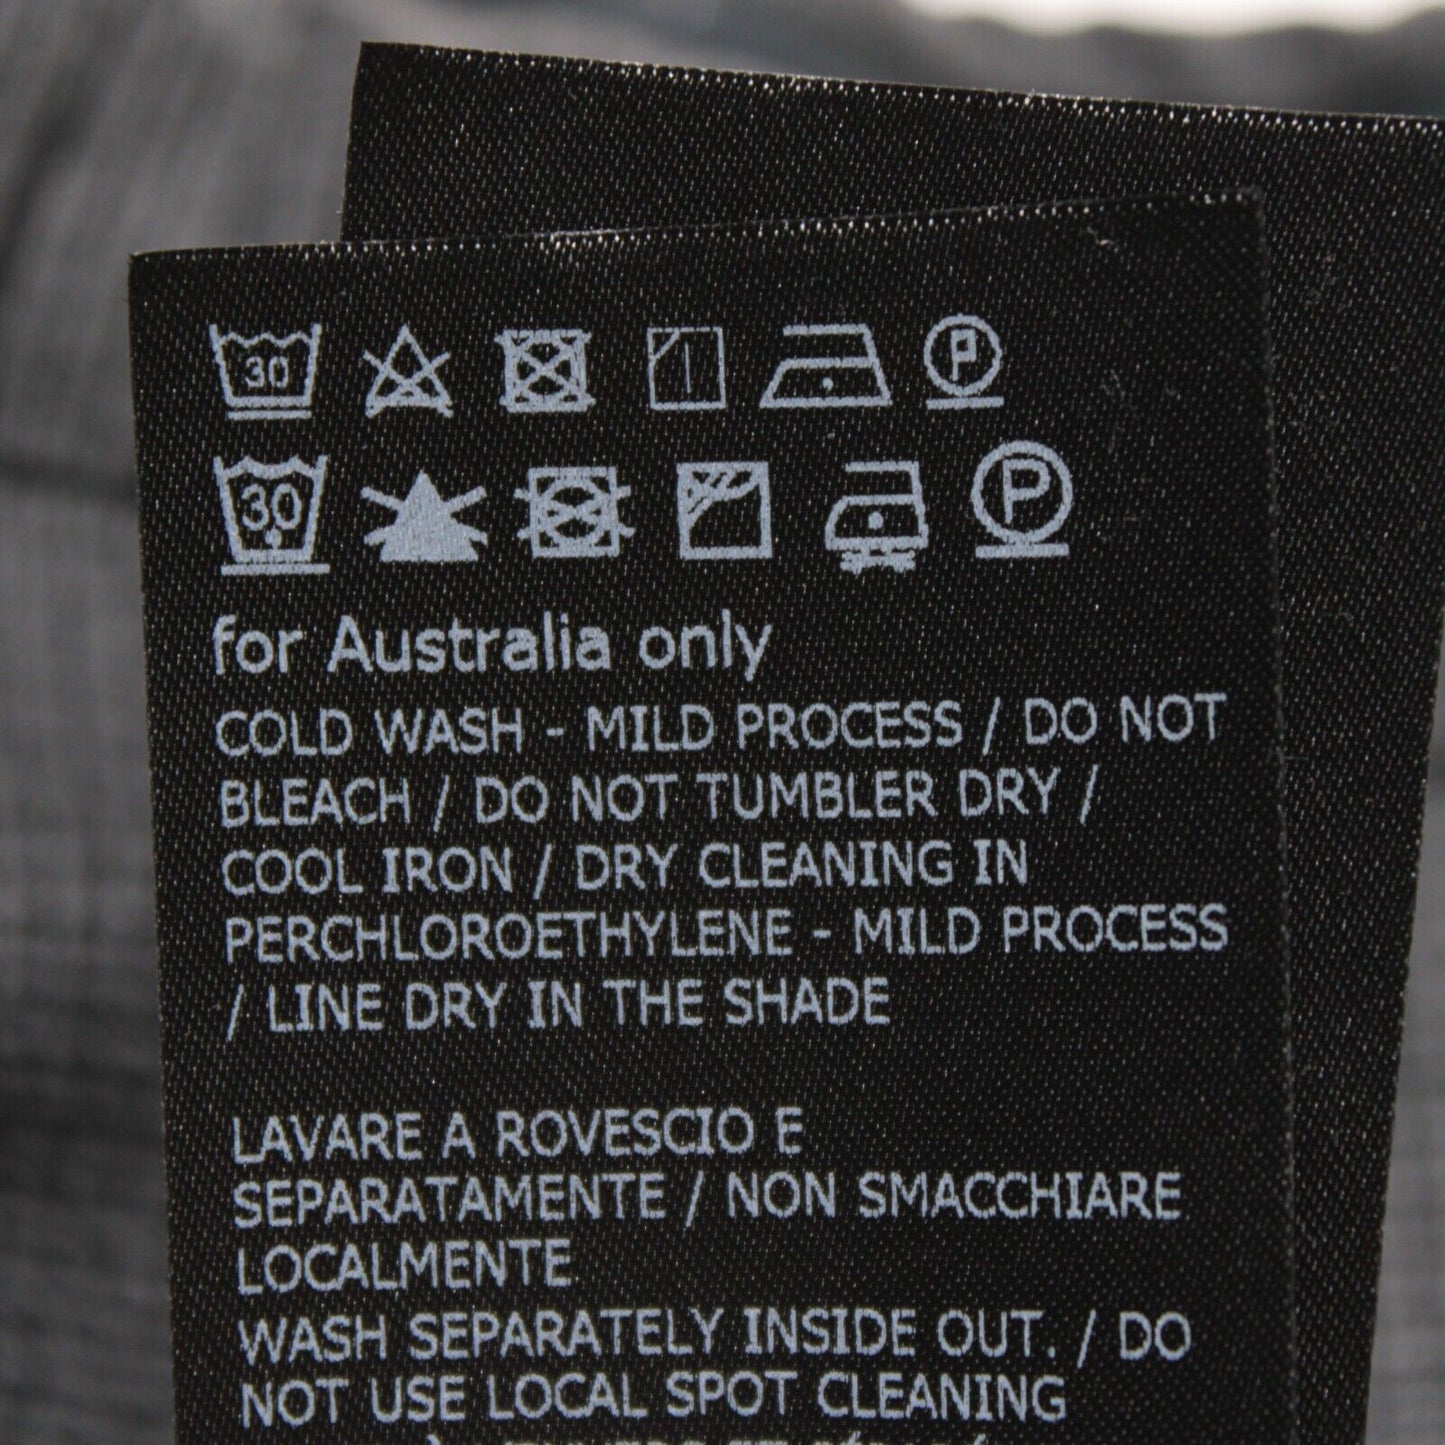 30 P
30 P
for Australia only
COLD WASH - MILD PROCESS / DO NOT
BLEACH / DO NOT TUMBLER DRY /
COOL IRON / DRY CLEANING IN
PERCHLOROETHYLENE - MILD PROCESS
/ LINE DRY IN THE SHADE
LAVARE A ROVESCIO E
SEPARATAMENTE / NON SMACCHIARE
LOCALMENTE
WASH SEPARATELY INSIDE OUT. / DO
NOT USE LOCAL SPOT CLEANING